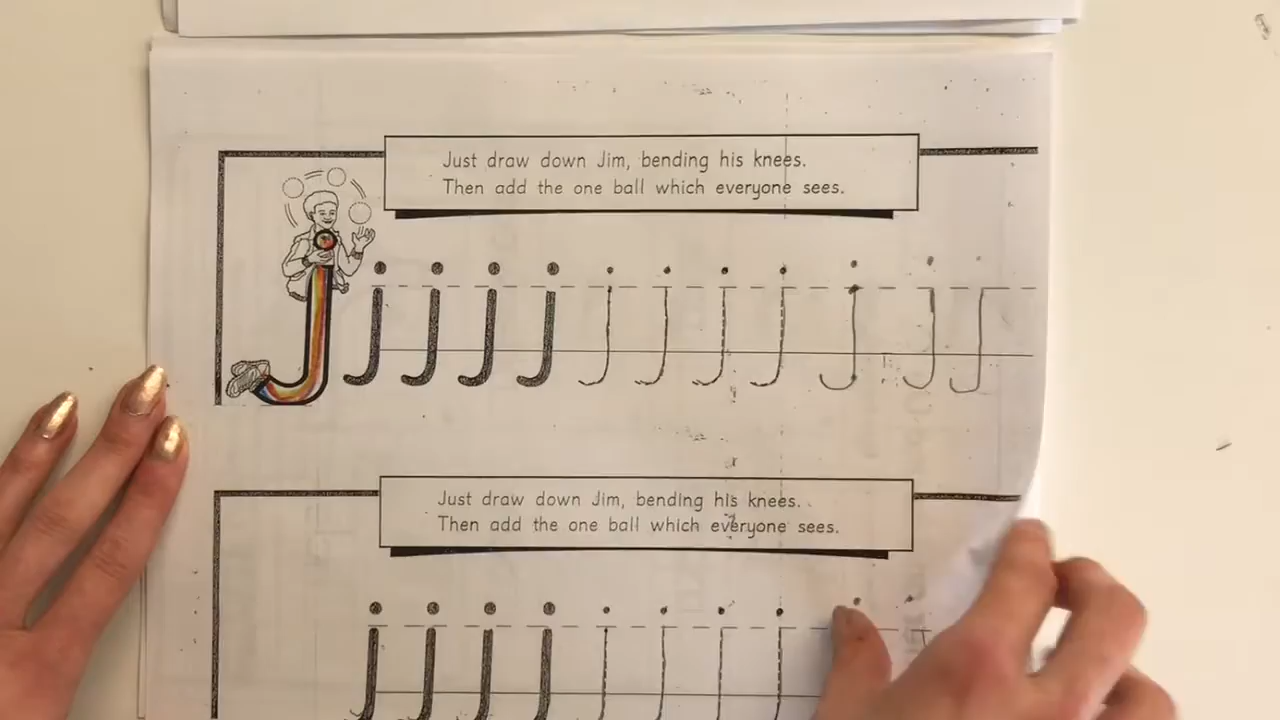 Just draw down Jim, bending his knees.
Then add the one ball which everyone sees.
j j j j j j j j j j j
Just draw down Jim, bending his knees.
Then add the one ball which everyone sees.
j j j j j j j j